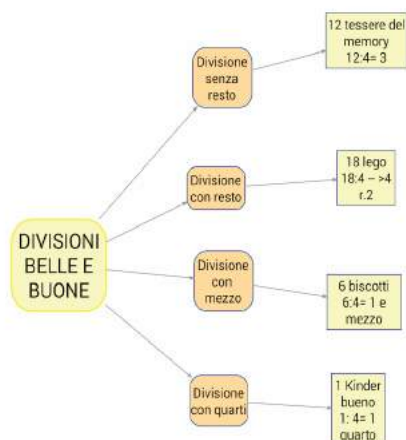 DIVISIONI
BELLE E
BUONE
Divisione
senza
resto
12 tessere del
memory
12:4= 3
Divisione
con resto
18 lego
18:4 – >4
r.2
Divisione
con
mezzo
6 biscotti
6:4= 1 e
mezzo
Divisione
con quarti
1 Kinder
bueno
1: 4= 1
quarto